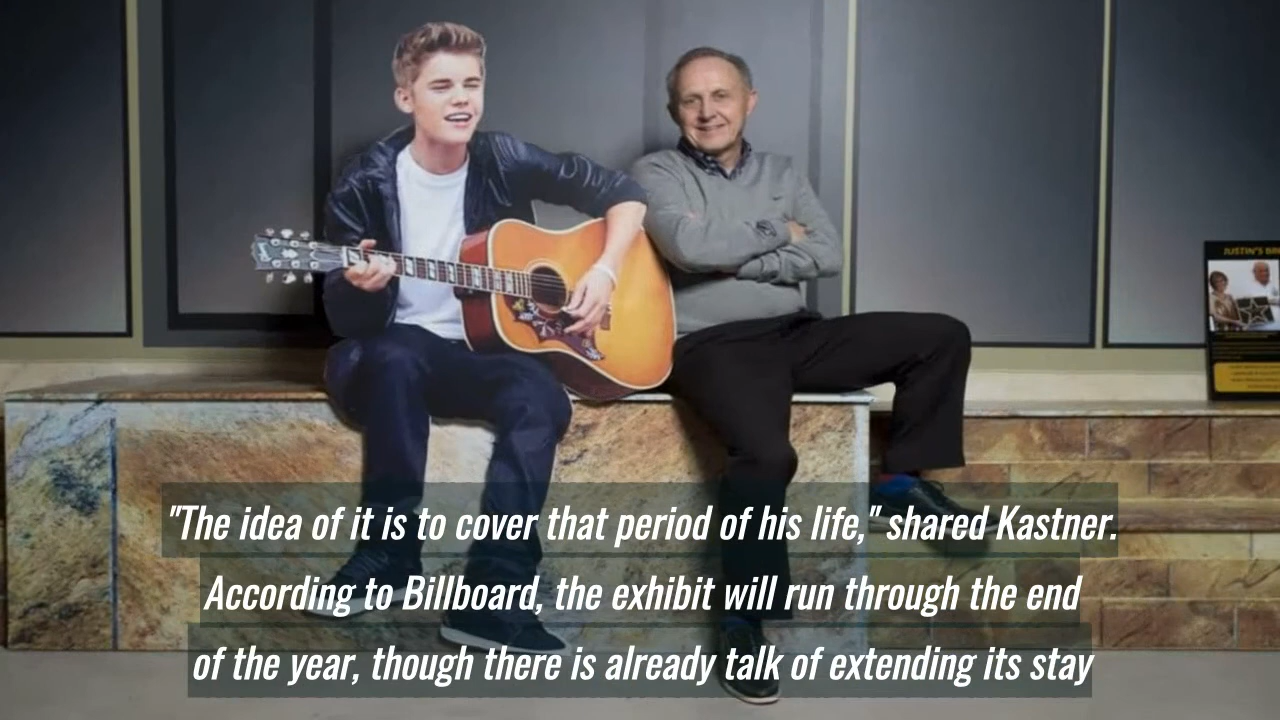 JUSTIN'S
"The idea of it is to cover that period of his life," shared Kastner.
According to Billboard, the exhibit will run through the end
of the year, though there is already talk of extending its stay